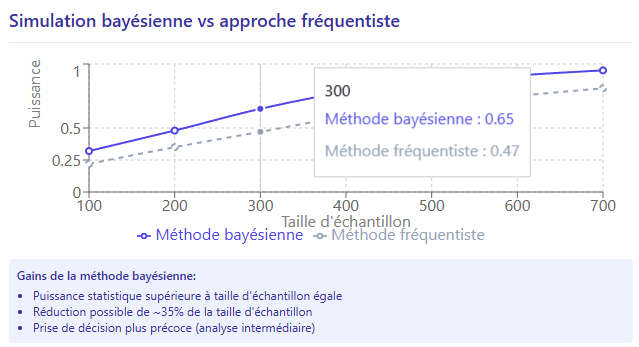 Simulation bayésienne vs approche fréquentiste
Puissance
1
0.5
0.25
0
300
Méthode bayésienne : 0.65
Méthode fréquentiste : 0.47
100 200 300 400 500 600 700
Taille d'échantillon
Méthode bayésienne Méthode fréquentiste
Gains de la méthode bayésienne:
• Puissance statistique supérieure à taille d'échantillon égale
• Réduction possible de ~35% de la taille d'échantillon
• Prise de décision plus précoce (analyse intermédiaire)